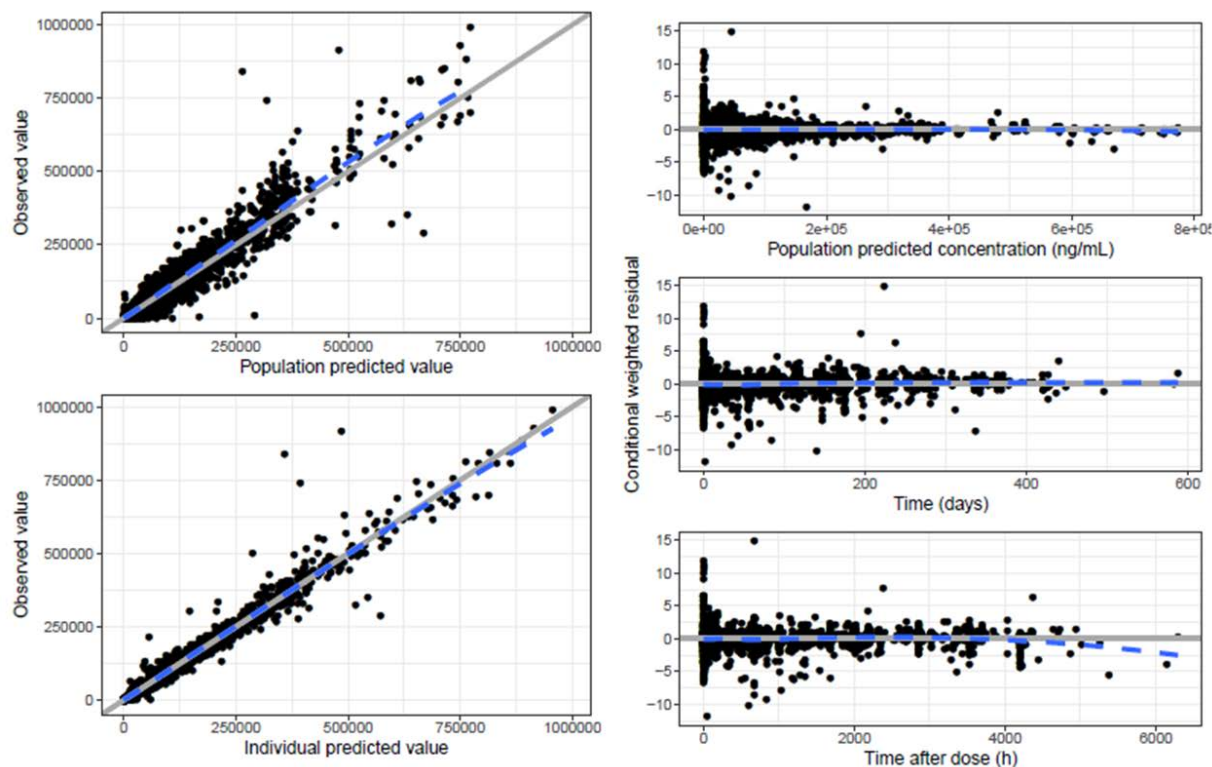 1000000
750000
500000
250000
0
Observed value
0 250000 500000 750000 1000000
Population predicted value
1000000
750000
500000
250000
0
Observed value
0 250000 500000 750000 1000000
Individual predicted value
Conditional weighted residual
15
10
5
0
−5
−10
0e+00 2e+05 4e+05 6e+05 8e+0
Population predicted concentration (ng/mL)
15
10
5
0
−5
−10
0 200 400 600
Time (days)
15
10
5
0
−5
−10
0 2000 4000 6000
Time after dose (h)